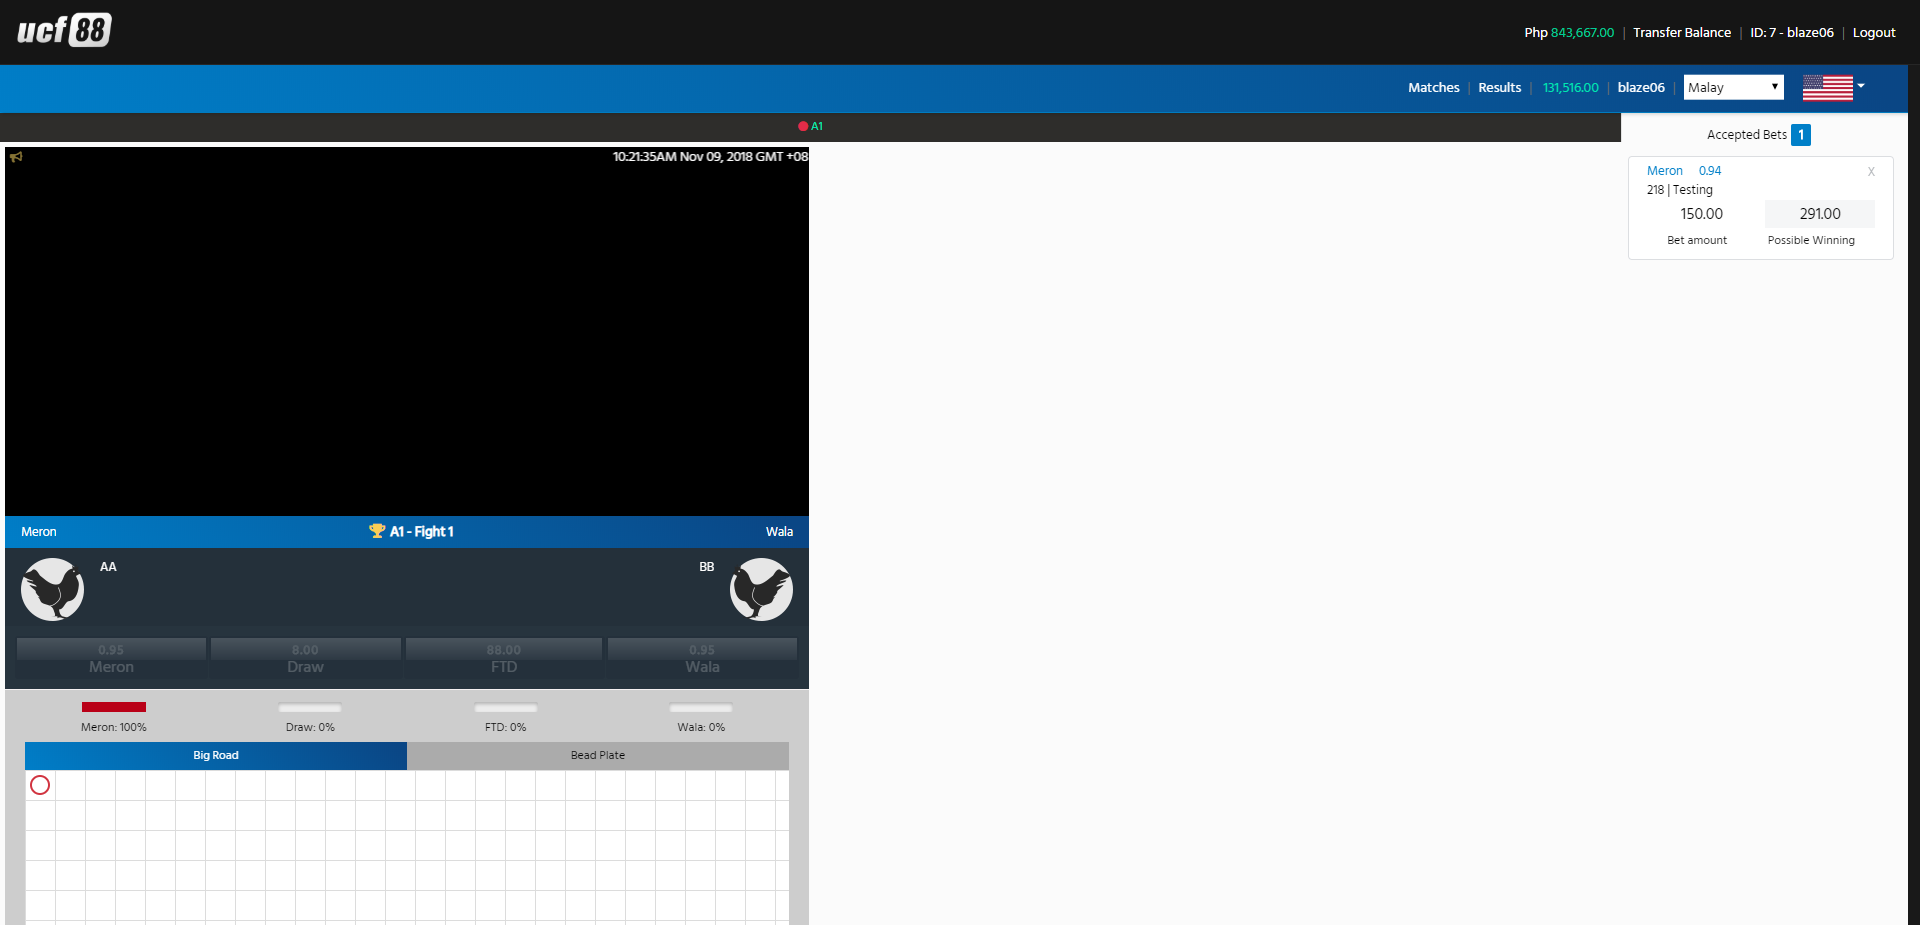 ucf 88
Php 843,667.00 | Transfer Balance | ID: 7 - blaze06 | Logout
Matches | Results | 131,516.00 | blaze06 | Malay
A1
Accepted Bets 1
10:21:35AM Nov 09, 2018 GMT +08
Meron 0.94 X
218 | Testing
150.00 291.00
Bet amount Possible Winning
Meron A1 - Fight 1 Wala
AA BB
0.95 8.00 88.00 0.95
Meron Draw FTD Wala
Meron: 100% Draw: 0% FTD: 0% Wala: 0%
Big Road Bead Plate